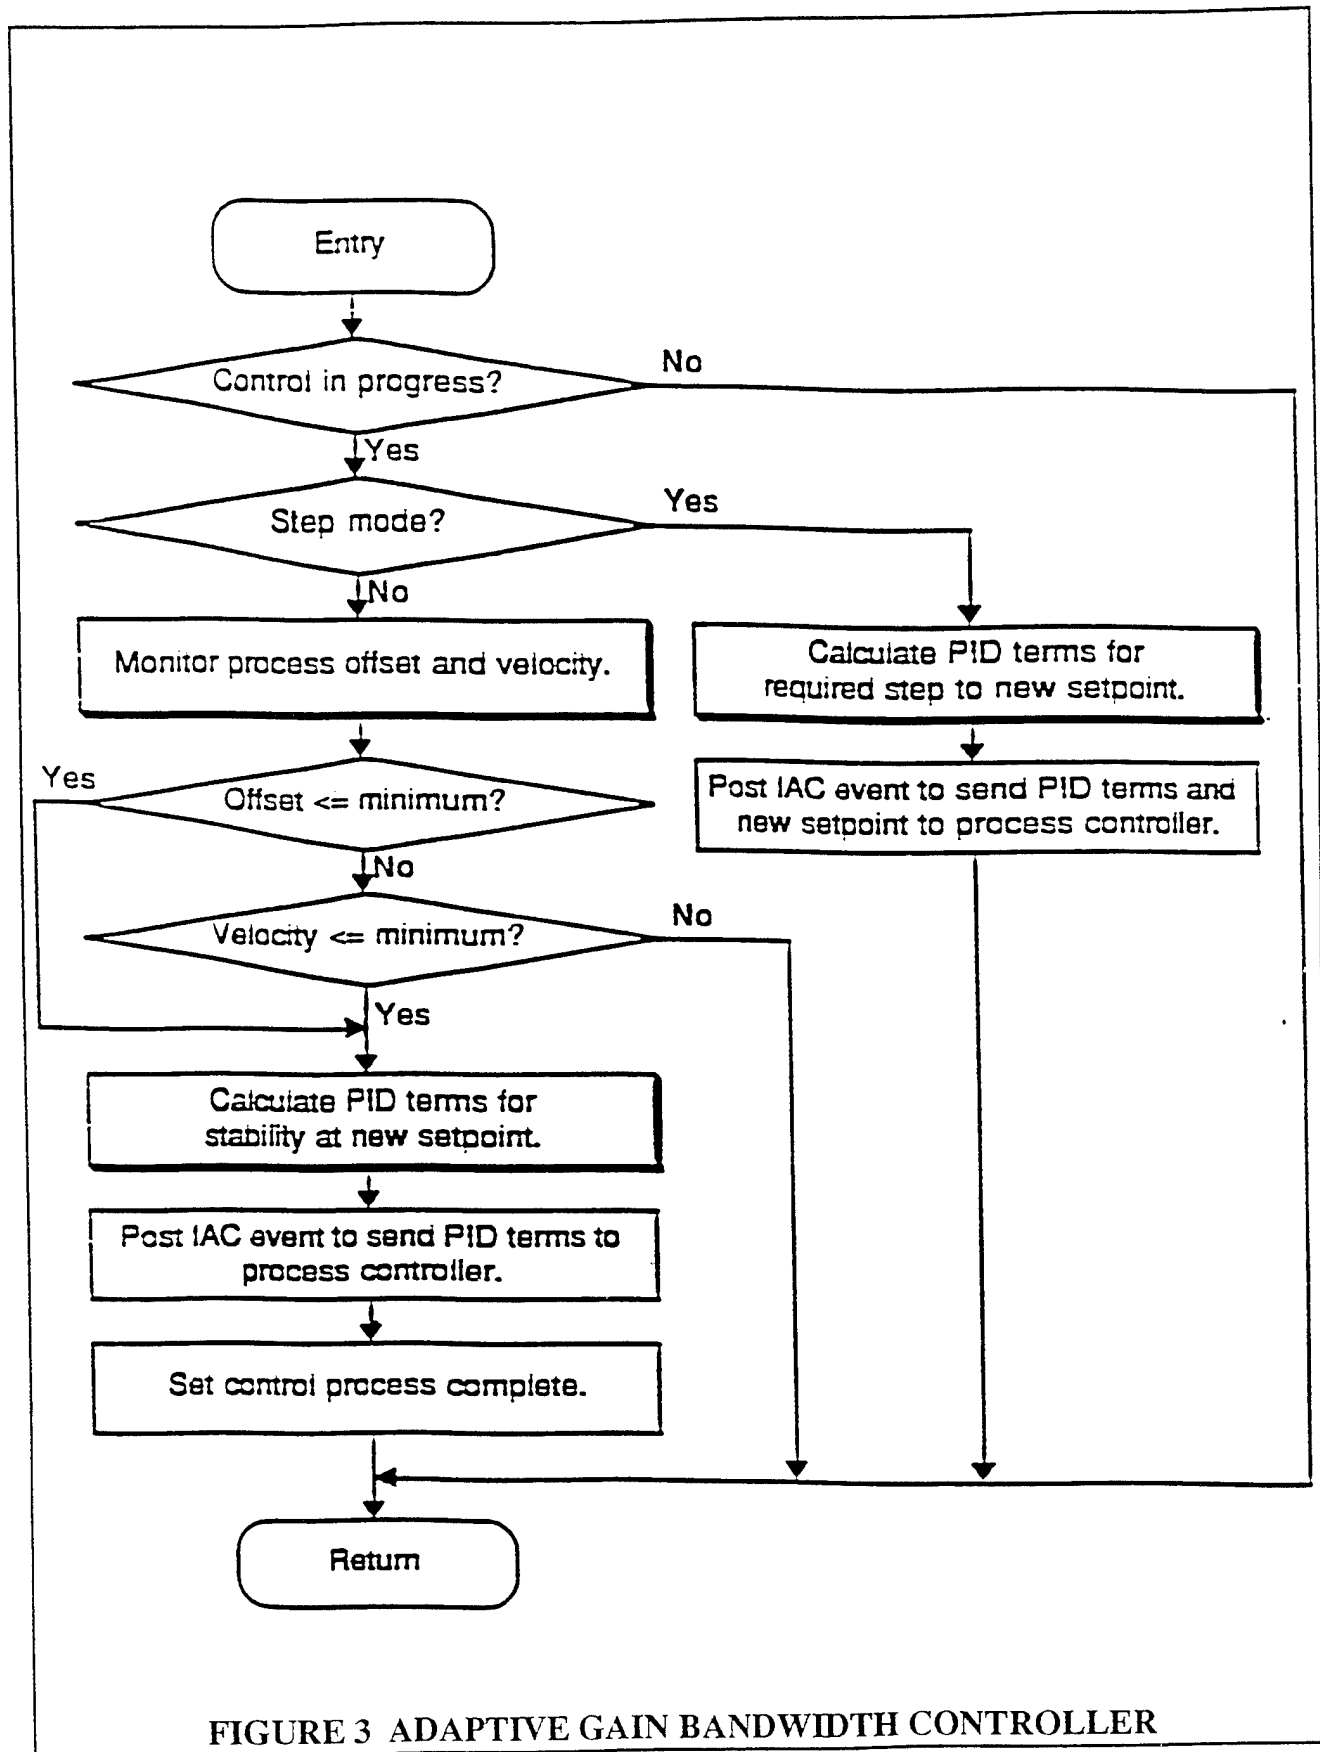 Entry
Control in progress?
No
Yes
Step mode?
Yes
No
Monitor process offset and velocity.
Calculate PID terms for
required step to new setpoint.
Yes
Offset <= minimum?
Post IAC event to send PID terms and
new setpoint to process controller.
No
Velocity <= minimum?
No
Yes
Calculate PID terms for
stability at new setpoint.
Post IAC event to send PID terms to
process controller.
Set control process complete.
Return
FIGURE 3 ADAPTIVE GAIN BANDWIDTH CONTROLLER